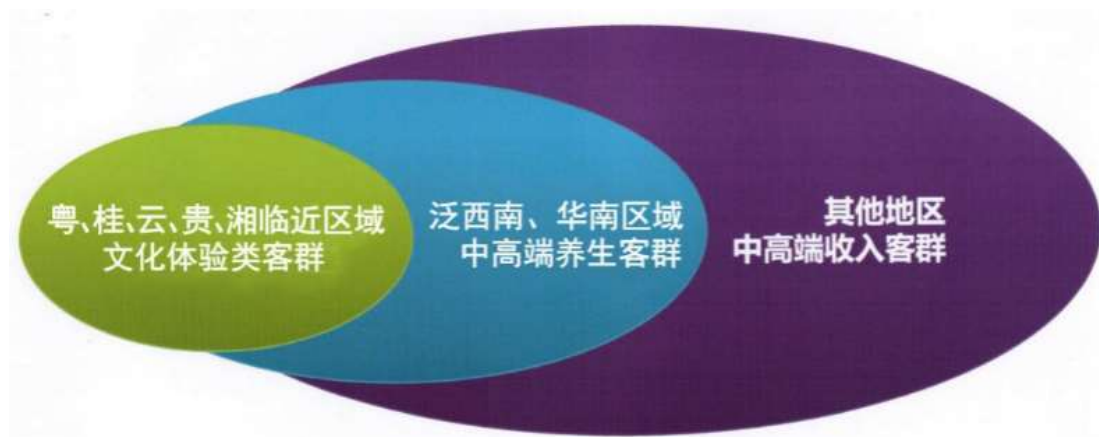 粤、桂、云、贵、湘临近区域
文化体验类客群
泛西南、华南区域
中高端养生客群
其他地区
中高端收入客群